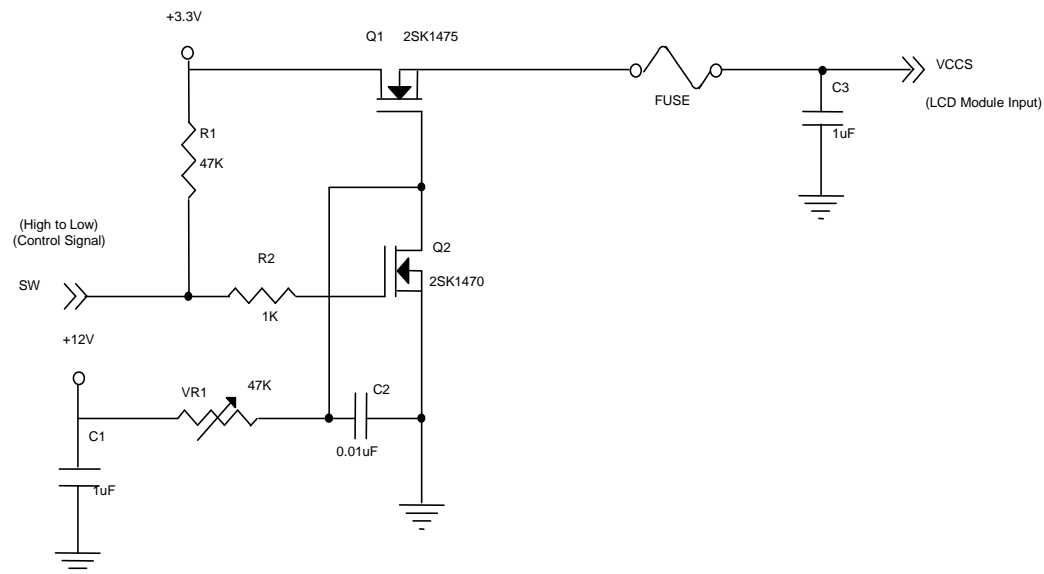 +3.3V
Q1 2SK1475
VCCS
FUSE
C3
(LCD Module Input)
R1
1uF
47K
(High to Low)
(Control Signal)
Q2
R2
2SK1470
SW
1K
+12V
VR1
47K
C2
C1
0.01uF
1uF